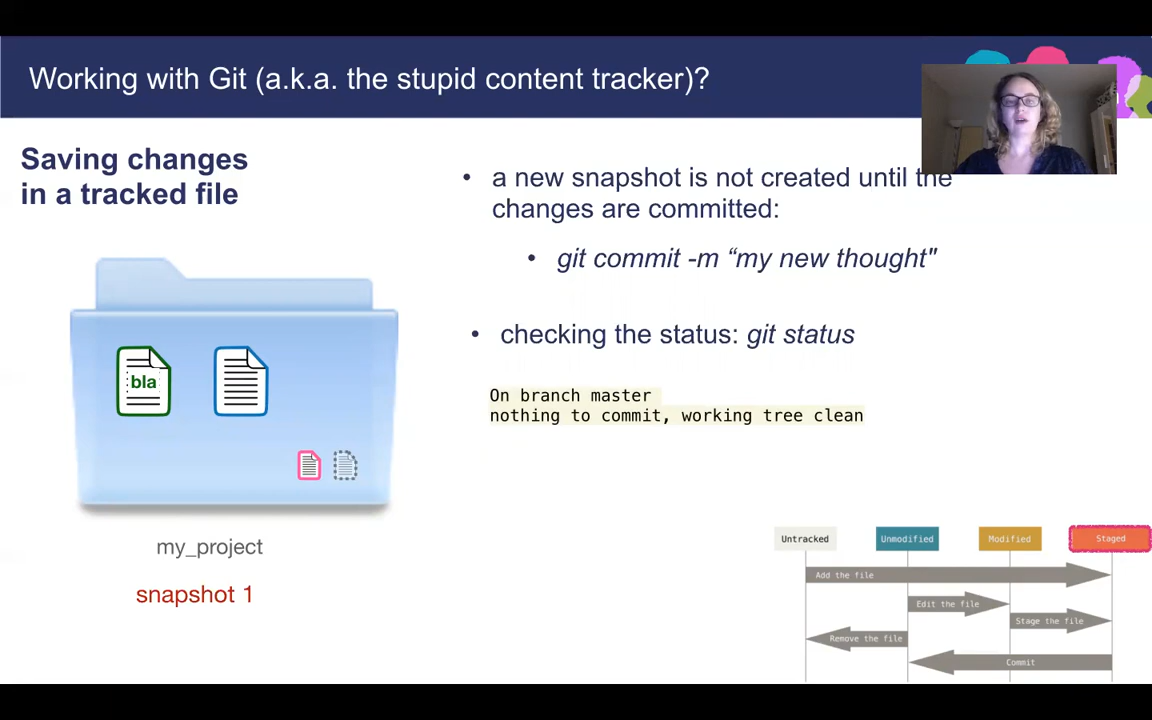 Working with Git (a.k.a. the stupid content tracker)?
Saving changes
in a tracked file
• a new snapshot is not created until the
changes are committed:
• git commit -m “my new thought"
• checking the status: git status
On branch master
nothing to commit, working tree clean
bla
my_project
snapshot 1
Untracked Unmodified Modified Staged
Add the file
Edit the file
Stage the file
Remove the file
Commit